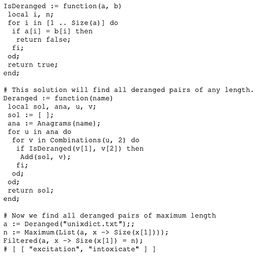 IsDeranged := function(a, b)
local i, n;
for i in [1 .. Size(a)] do
if a[i] = b[i] then
return false;
fi;
od;
return true;
end;

# This solution will find all deranged pairs of any length.
Deranged := function(name)
local sol, ana, u, v;
sol := [ ];
ana := Anagrams(name);
for u in ana do
for v in Combinations(u, 2) do
if IsDeranged(v[1], v[2]) then
Add(sol, v);
fi;
od;
od;
return sol;
end;

# Now we find all deranged pairs of maximum length
a := Deranged("unixdict.txt");;
n := Maximum(List(a, x -> Size(x[1])));
Filtered(a, x -> Size(x[1]) = n);
# [ [ "excitation", "intoxicate" ] ]